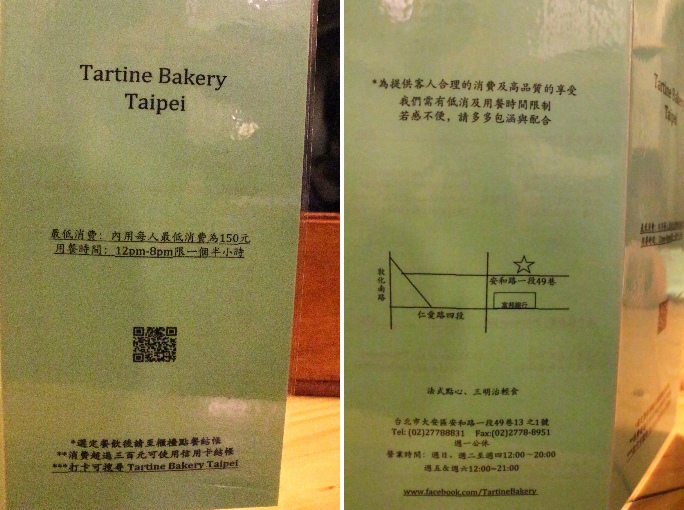 Tartine Bakery
Taipei
最低消費：內用每人最低消費為150元
用餐時間：12pm-8pm限一個半小時
*選定餐飲後請至櫃檯點餐結帳
**消費超過三百元可使用信用卡結帳
***打卡可搜尋 Tartine Bakery Taipei
*為提供客人合理的消費及高品質的享受
我們需有低消及用餐時間限制
若感不便，請多多包涵與配合
敦化南路
安和路一段49巷
富邦銀行
仁愛路四段
法式點心、三明治輕食
台北市大安區安和路一段49巷13之1號
Tel: (02)27788831 Fax:(02)2778-8951
週一公休
營業時間：週日。週二至週四12:00－20:00
週五&週六12:00~21:00
www.facebook.com/TartineBakery
Tartine Bake
Taipei